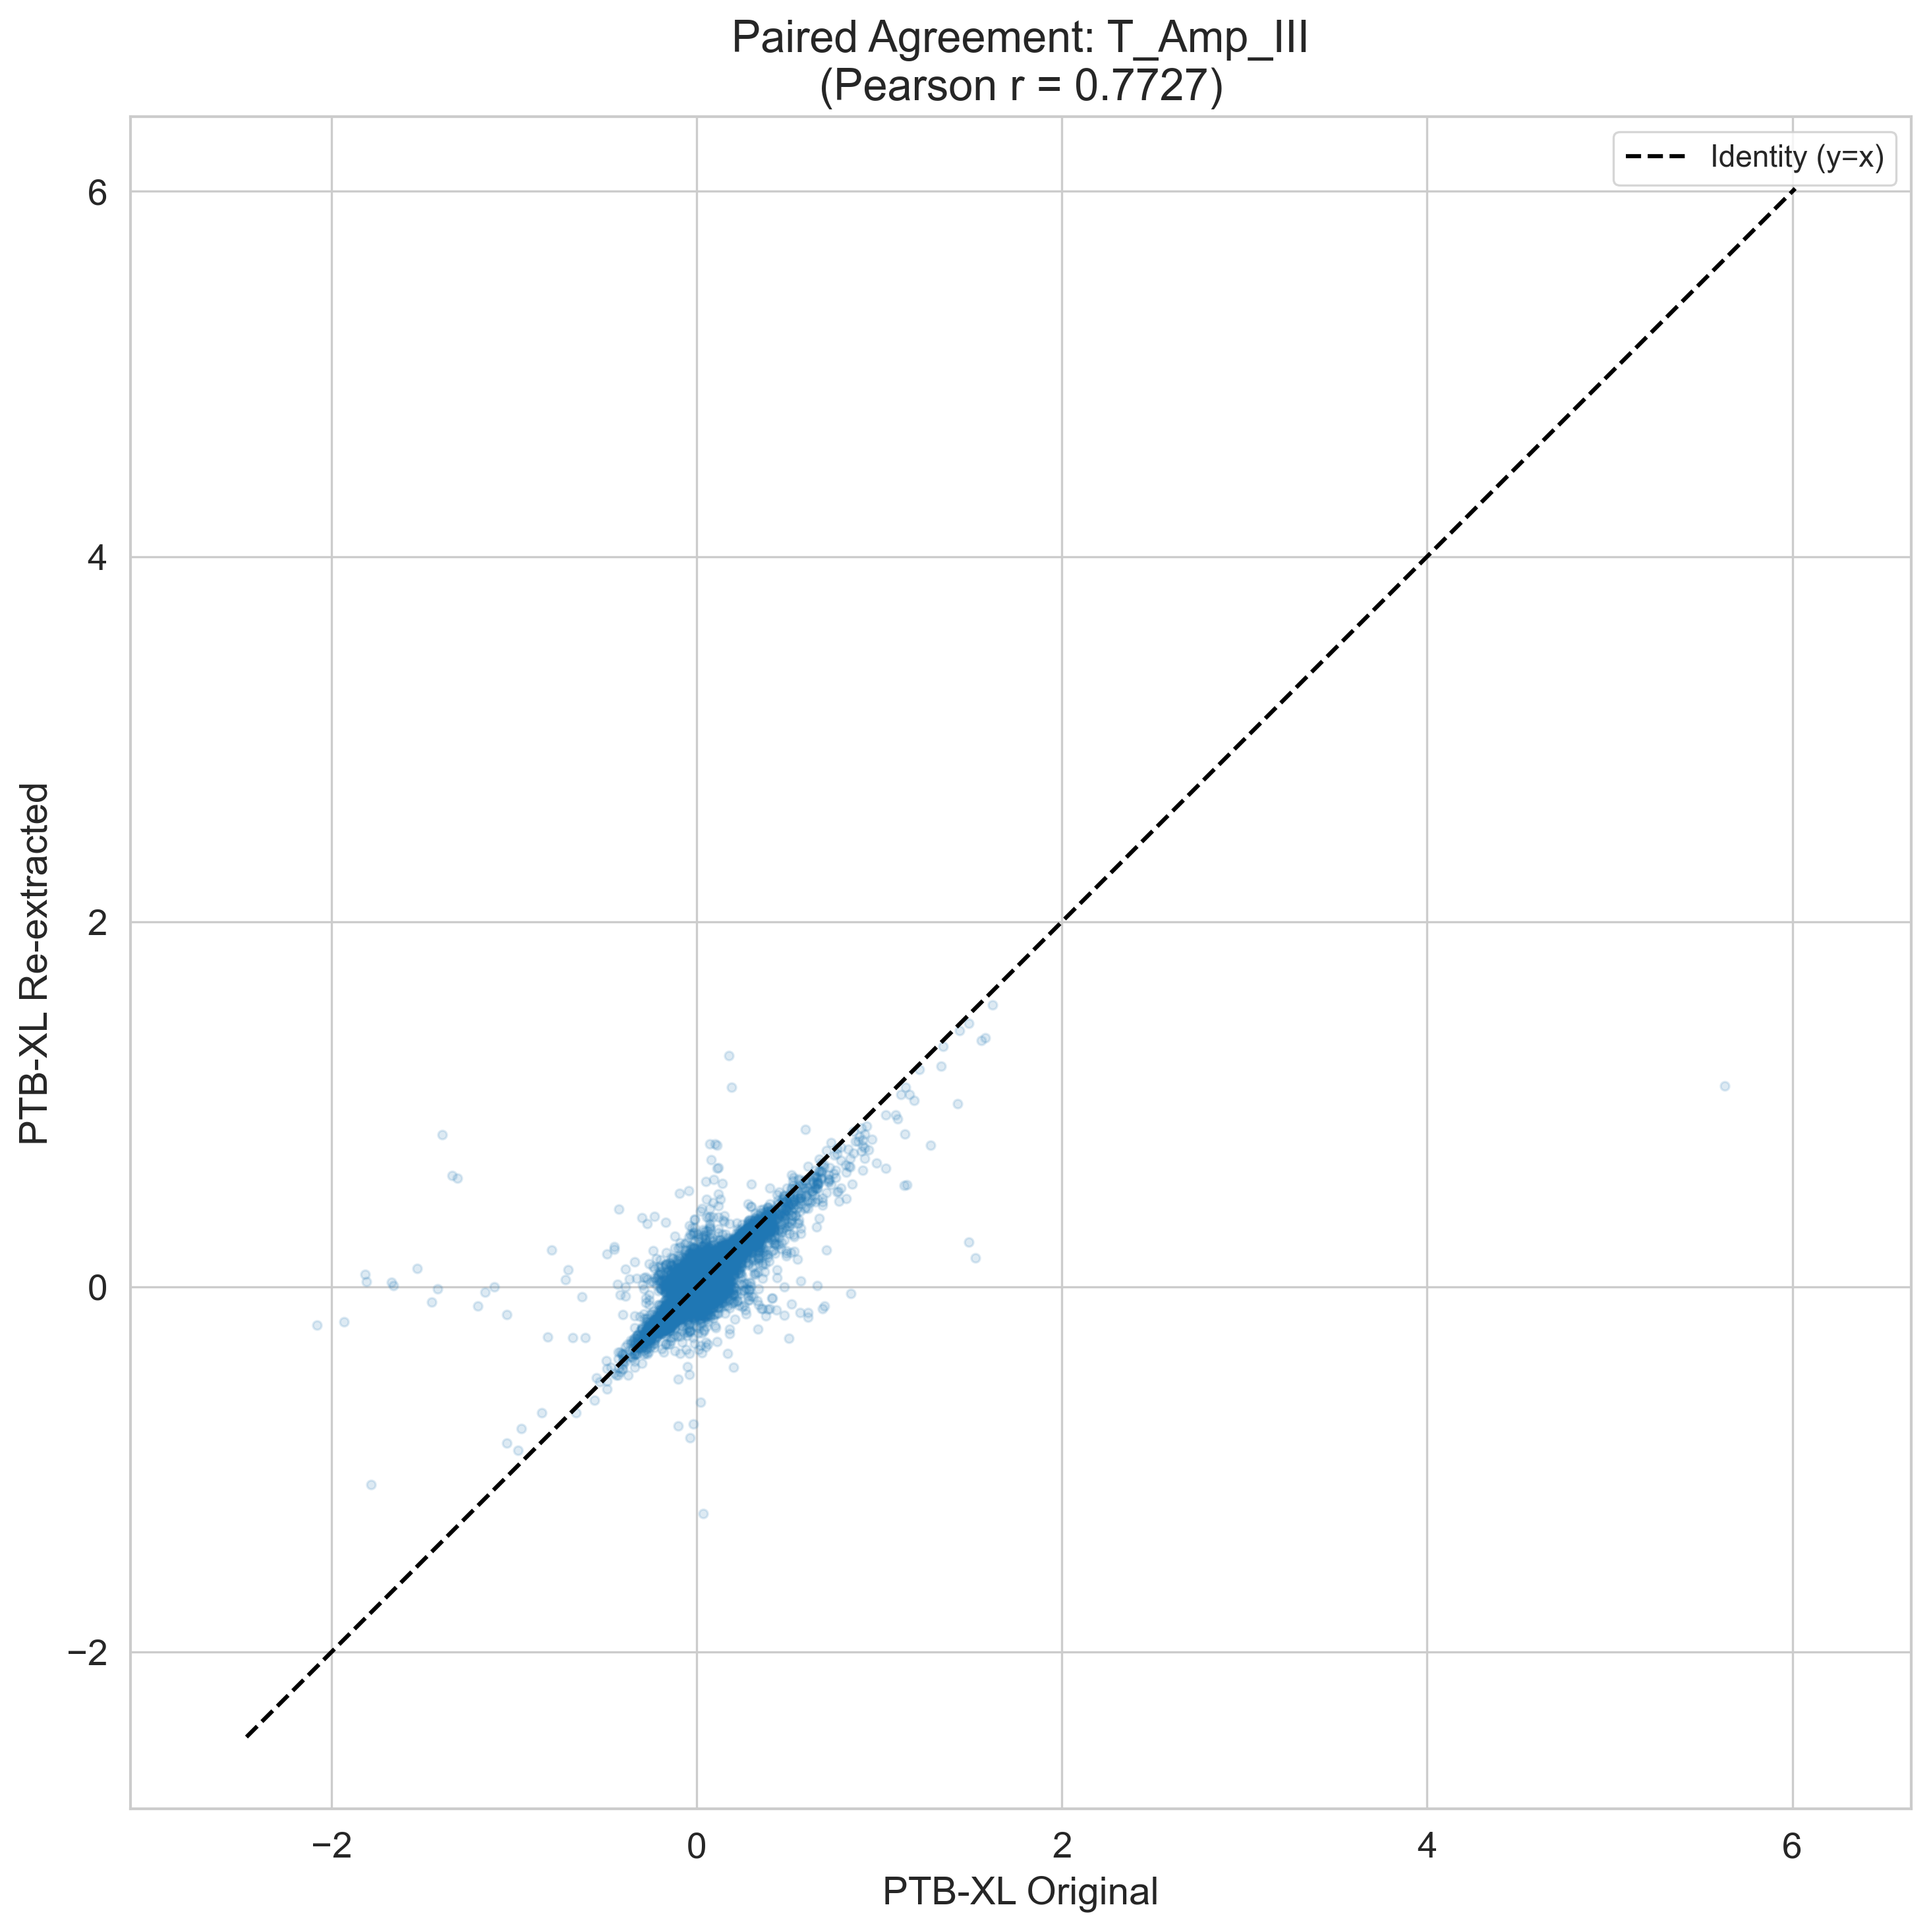 Paired Agreement: T_Amp_III
(Pearson r = 0.7727)
Identity (y=x)
6
4
2
0
−2
PTB-XL Re-extracted
−2
0
2
4
6
PTB-XL Original